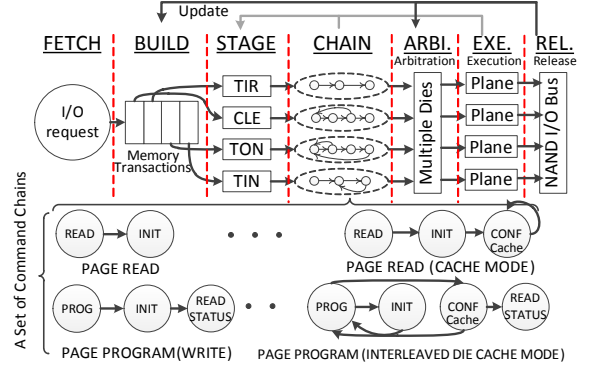 Update
FETCH BUILD STAGE CHAIN ARBI. EXE. REL.
Arbitration Execution Release
I/O
request
Memory
Transactions
TIR
CLE
TON
TIN
Multiple Dies
Plane
Plane
Plane
Plane
NAND I/O Bus
A Set of Command Chains
READ INIT • • • READ INIT CONF
Cache
PAGE READ PAGE READ (CACHE MODE)
PROG INIT READ
STATUS • • PROG INIT CONF
Cache READ
STATUS
PAGE PROGRAM(WRITE) PAGE PROGRAM (INTERLEAVED DIE CACHE MODE)